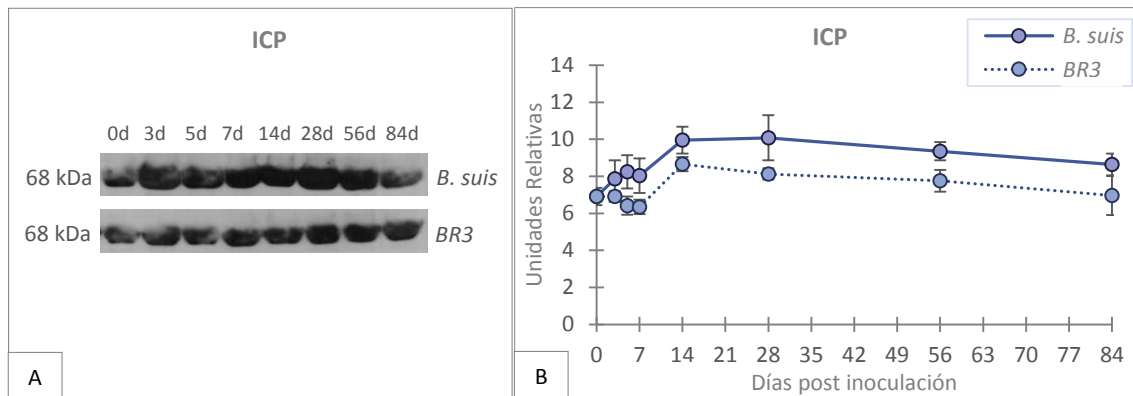 ICP
0d 3d 5d 7d 14d 28d 56d 84d
68 kDa B. suis
68 kDa BR3
A
ICP
B. suis
BR3
14
12
10
8
6
4
2
0
Unidades Relativas
0 7 14 21 28 35 42 49 56 63 70 77 84
Días post inoculación
B